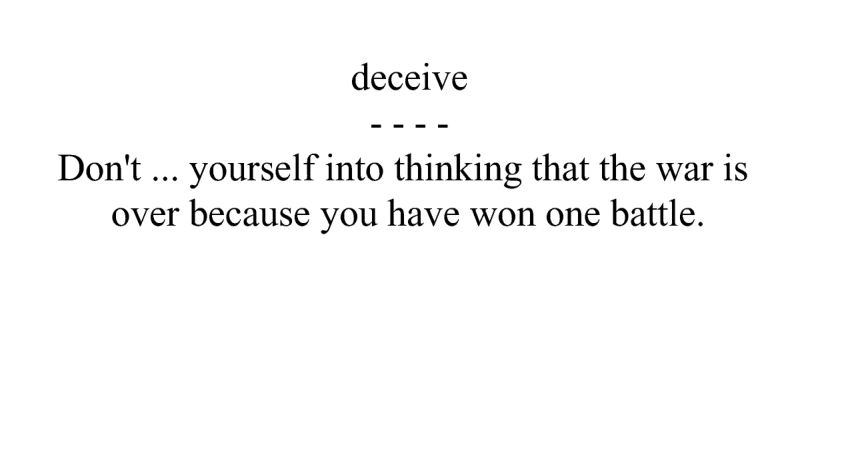 deceive
- - - -
Don't ... yourself into thinking that the war is
over because you have won one battle.